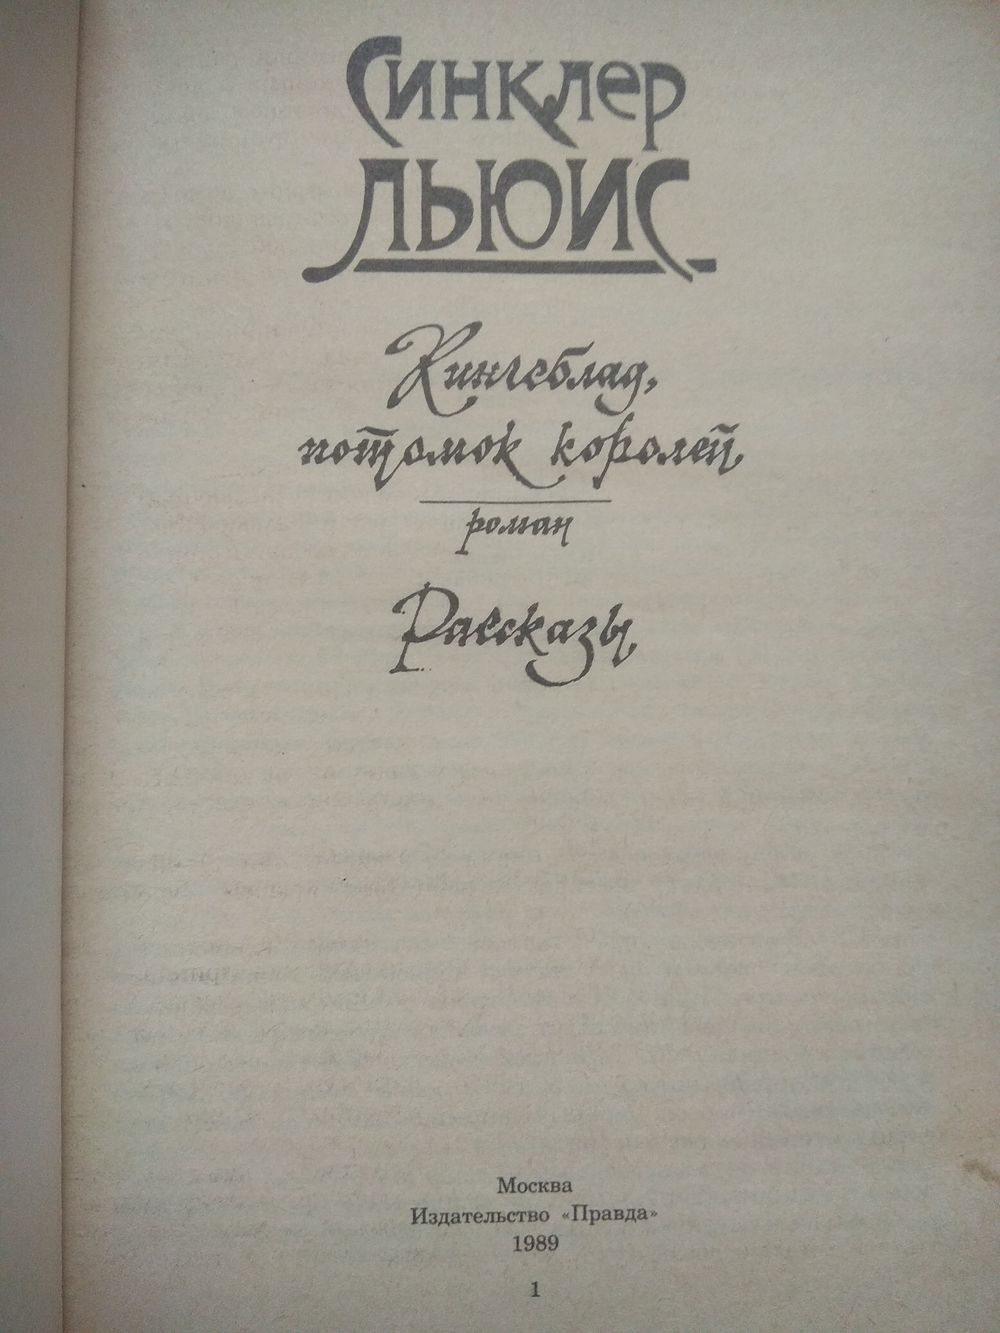 Синклер
Льюис
Кингсблад,
потомок королей
роман
Рассказы
Москва
Издательство «Правда»
1989
1